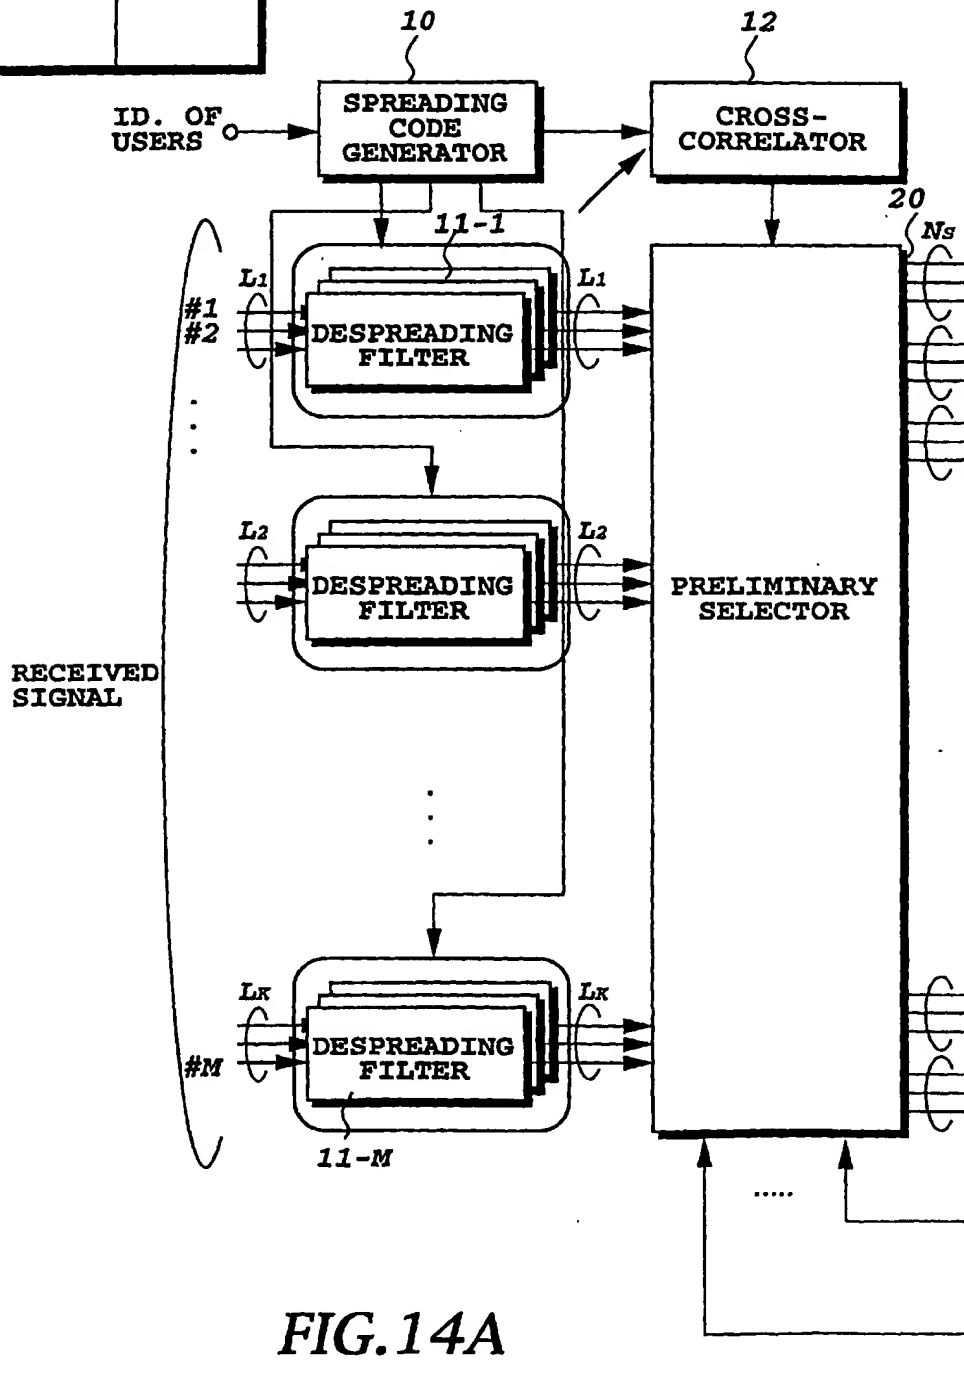 10
12
ID. OF
USERS
SPREADING
CODE
GENERATOR
CROSS-
CORRELATOR
20
11-1
NS
L1
L1
#1
#2
DESPREADING
FILTER
L2
L2
DESPREADING
FILTER
PRELIMINARY
SELECTOR
RECEIVED
SIGNAL
LK
LK
#M
DESPREADING
FILTER
11-M
FIG.14A